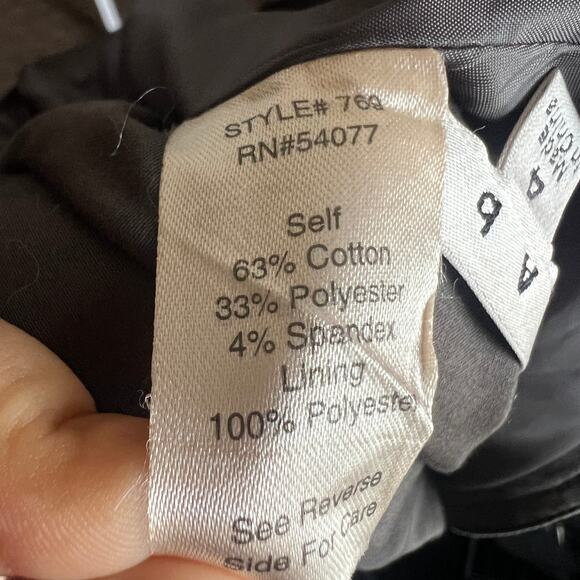 STYLE# 769
RN#54077
Self
63% Cotton
33% Polyester
4% Spandex
Lining
100% Polyester
See Reverse
Side For Care
6
A
A